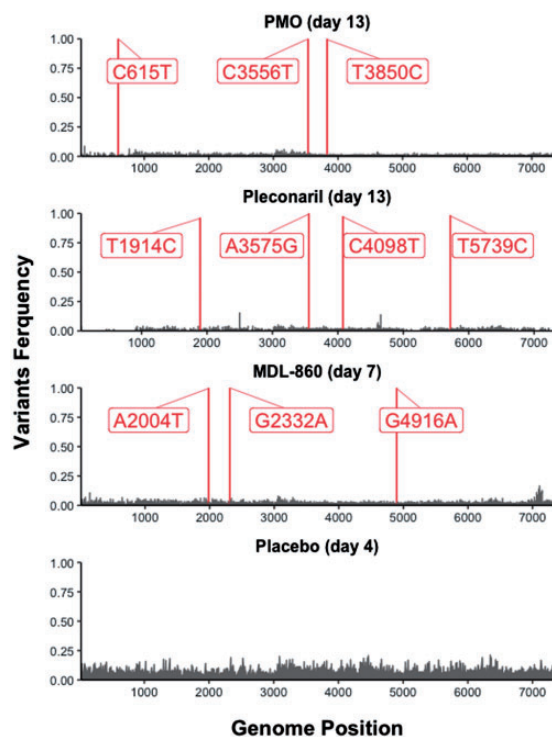 PMO (day 13)
1.00
C615T C3556T T3850C
0.75
0.50
0.25
0.00
1000 2000 3000 4000 5000 6000 7000
Pleconaril (day 13)
1.00
T1914C A3575G C4098T T5739C
0.75
0.50
0.25
0.00
1000 2000 3000 4000 5000 6000 7000
MDL-860 (day 7)
1.00
A2004T G2332A G4916A
0.75
0.50
0.25
0.00
1000 2000 3000 4000 5000 6000 7000
Placebo (day 4)
1.00
0.75
0.50
0.25
0.00
1000 2000 3000 4000 5000 6000 7000
Variants Ferquency
Genome Position